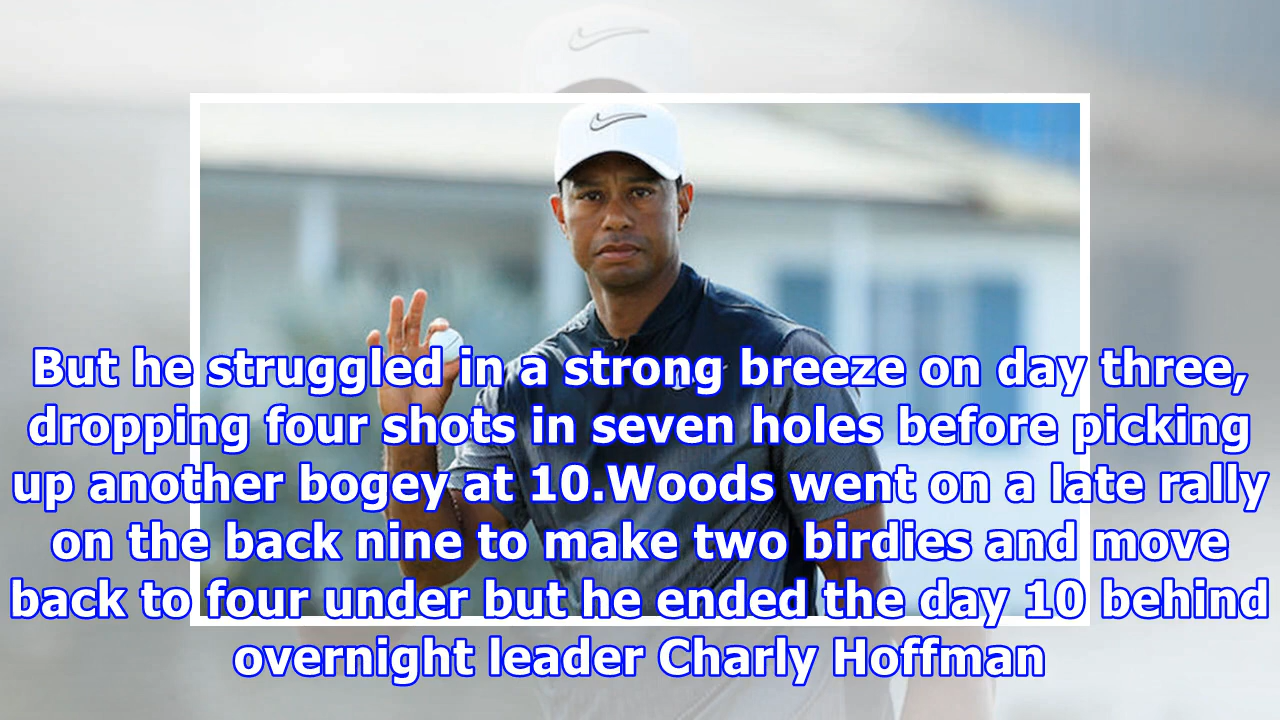 But he struggled in a strong breeze on day three,
dropping four shots in seven holes before picking
up another bogey at 10.Woods went on a late rally
on the back nine to make two birdies and move
back to four under but he ended the day 10 behind
overnight leader Charly Hoffman